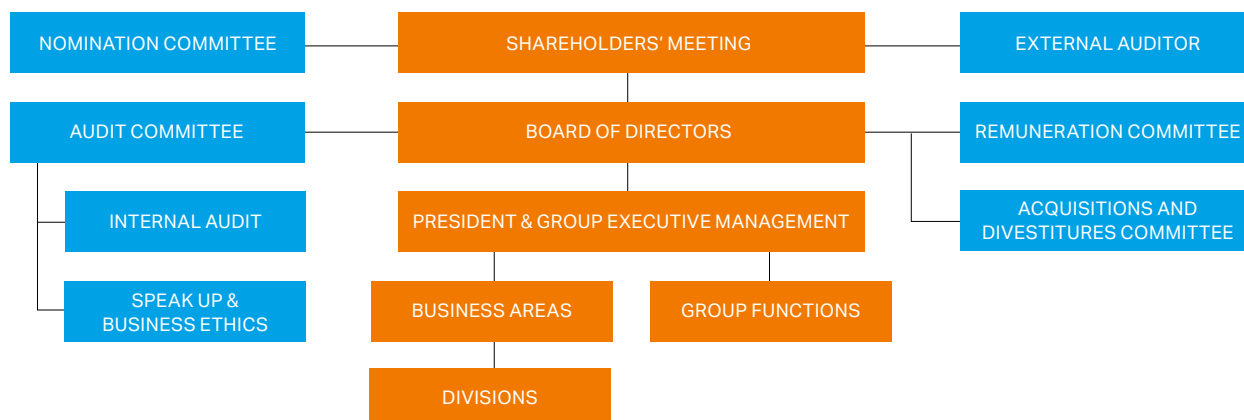 NOMINATION COMMITTEE
SHAREHOLDERS’ MEETING
EXTERNAL AUDITOR
AUDIT COMMITTEE
BOARD OF DIRECTORS
REMUNERATION COMMITTEE
INTERNAL AUDIT
PRESIDENT & GROUP EXECUTIVE MANAGEMENT
ACQUISITIONS AND
DIVESTITURES COMMITTEE
SPEAK UP &
BUSINESS ETHICS
BUSINESS AREAS
GROUP FUNCTIONS
DIVISIONS